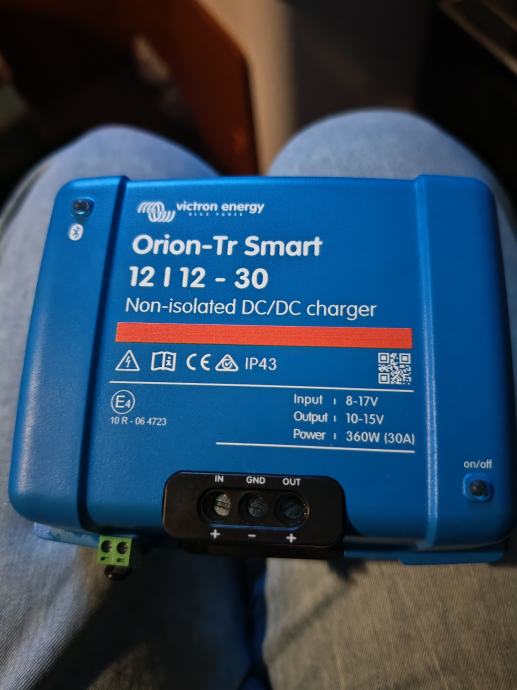 victron energy
BLUE POWER
Orion-Tr Smart
12 | 12 - 30
Non-isolated DC/DC charger
CE IP43
E4
10 R - 06 4723
Input : 8-17V
Output : 10-15V
Power : 360W (30A)
on/off
IN GND OUT
+ - +